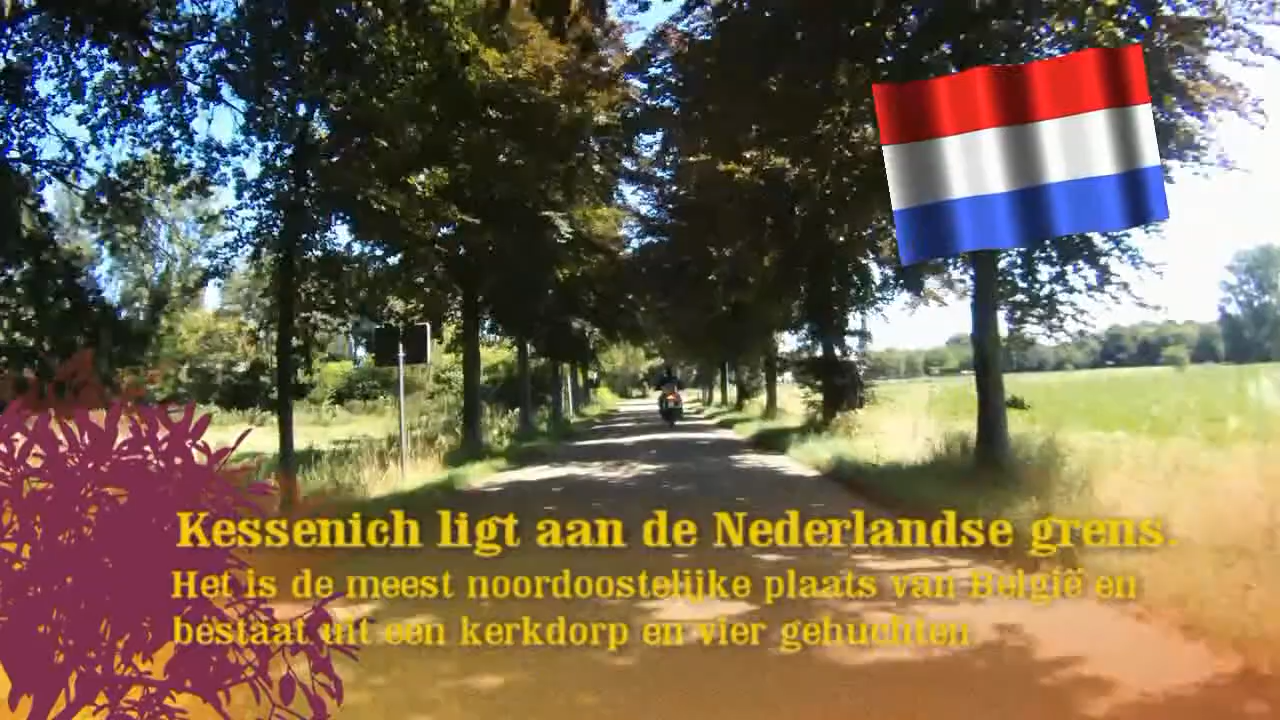 Kessenich ligt aan de Nederlandse grens.
Het is de meest noordoostelijke plaats van België en
bestaat uit een kerkdorp en vier gehuchten